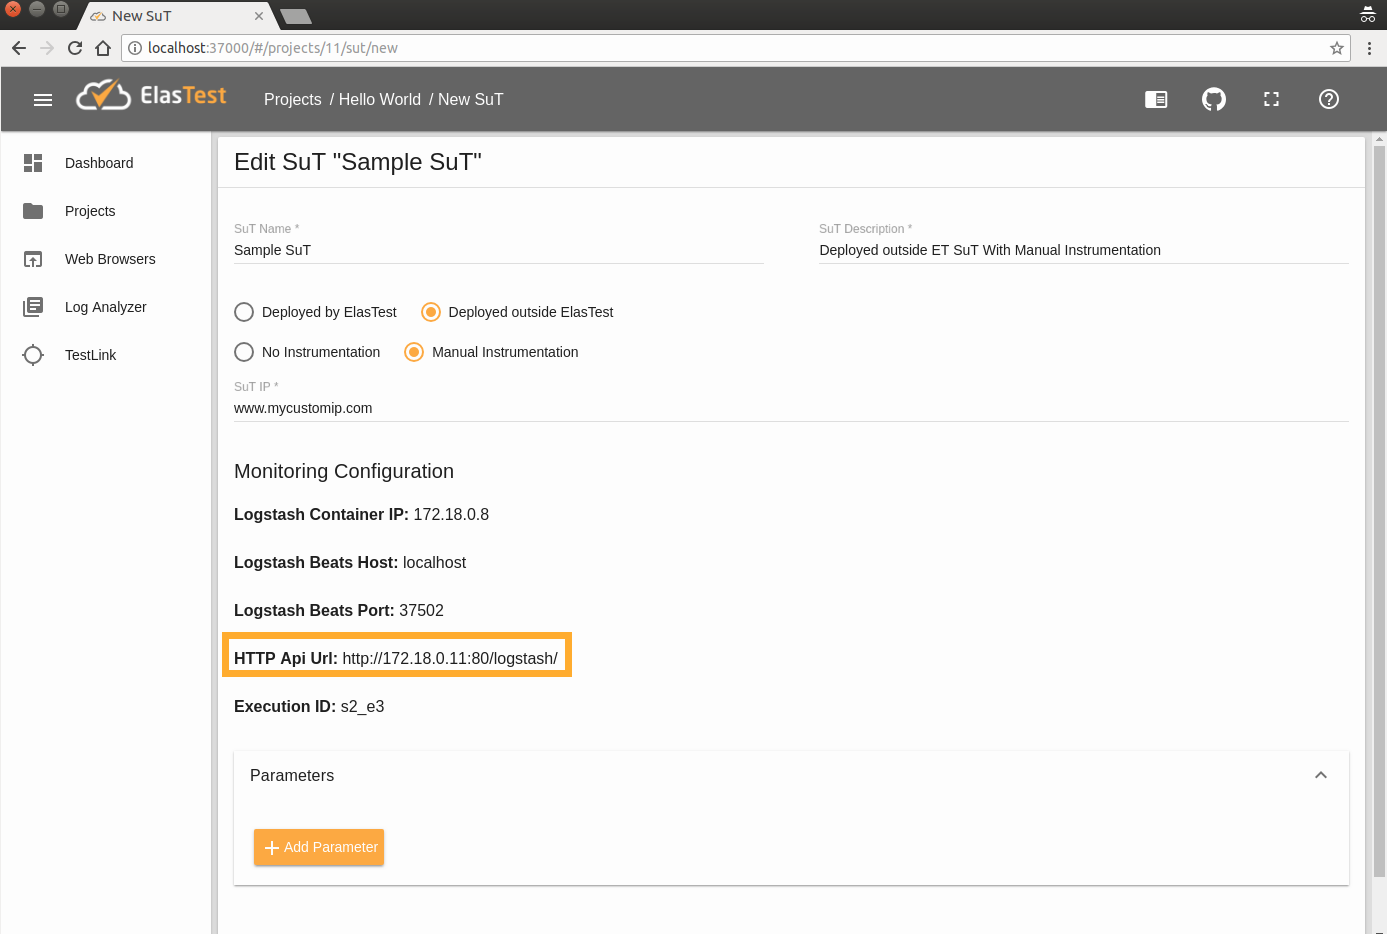 New SuT
localhost:37000/#/projects/11/sut/new
ElasTest
Projects / Hello World / New SuT
Dashboard
Projects
Web Browsers
Log Analyzer
TestLink
Edit SuT "Sample SuT"
SuT Name *
Sample SuT
SuT Description *
Deployed outside ET SuT With Manual Instrumentation
Deployed by ElasTest
Deployed outside ElasTest
No Instrumentation
Manual Instrumentation
SuT IP *
www.mycustomip.com
Monitoring Configuration
Logstash Container IP: 172.18.0.8
Logstash Beats Host: localhost
Logstash Beats Port: 37502
HTTP Api Url: http://172.18.0.11:80/logstash/
Execution ID: s2_e3
Parameters
Add Parameter